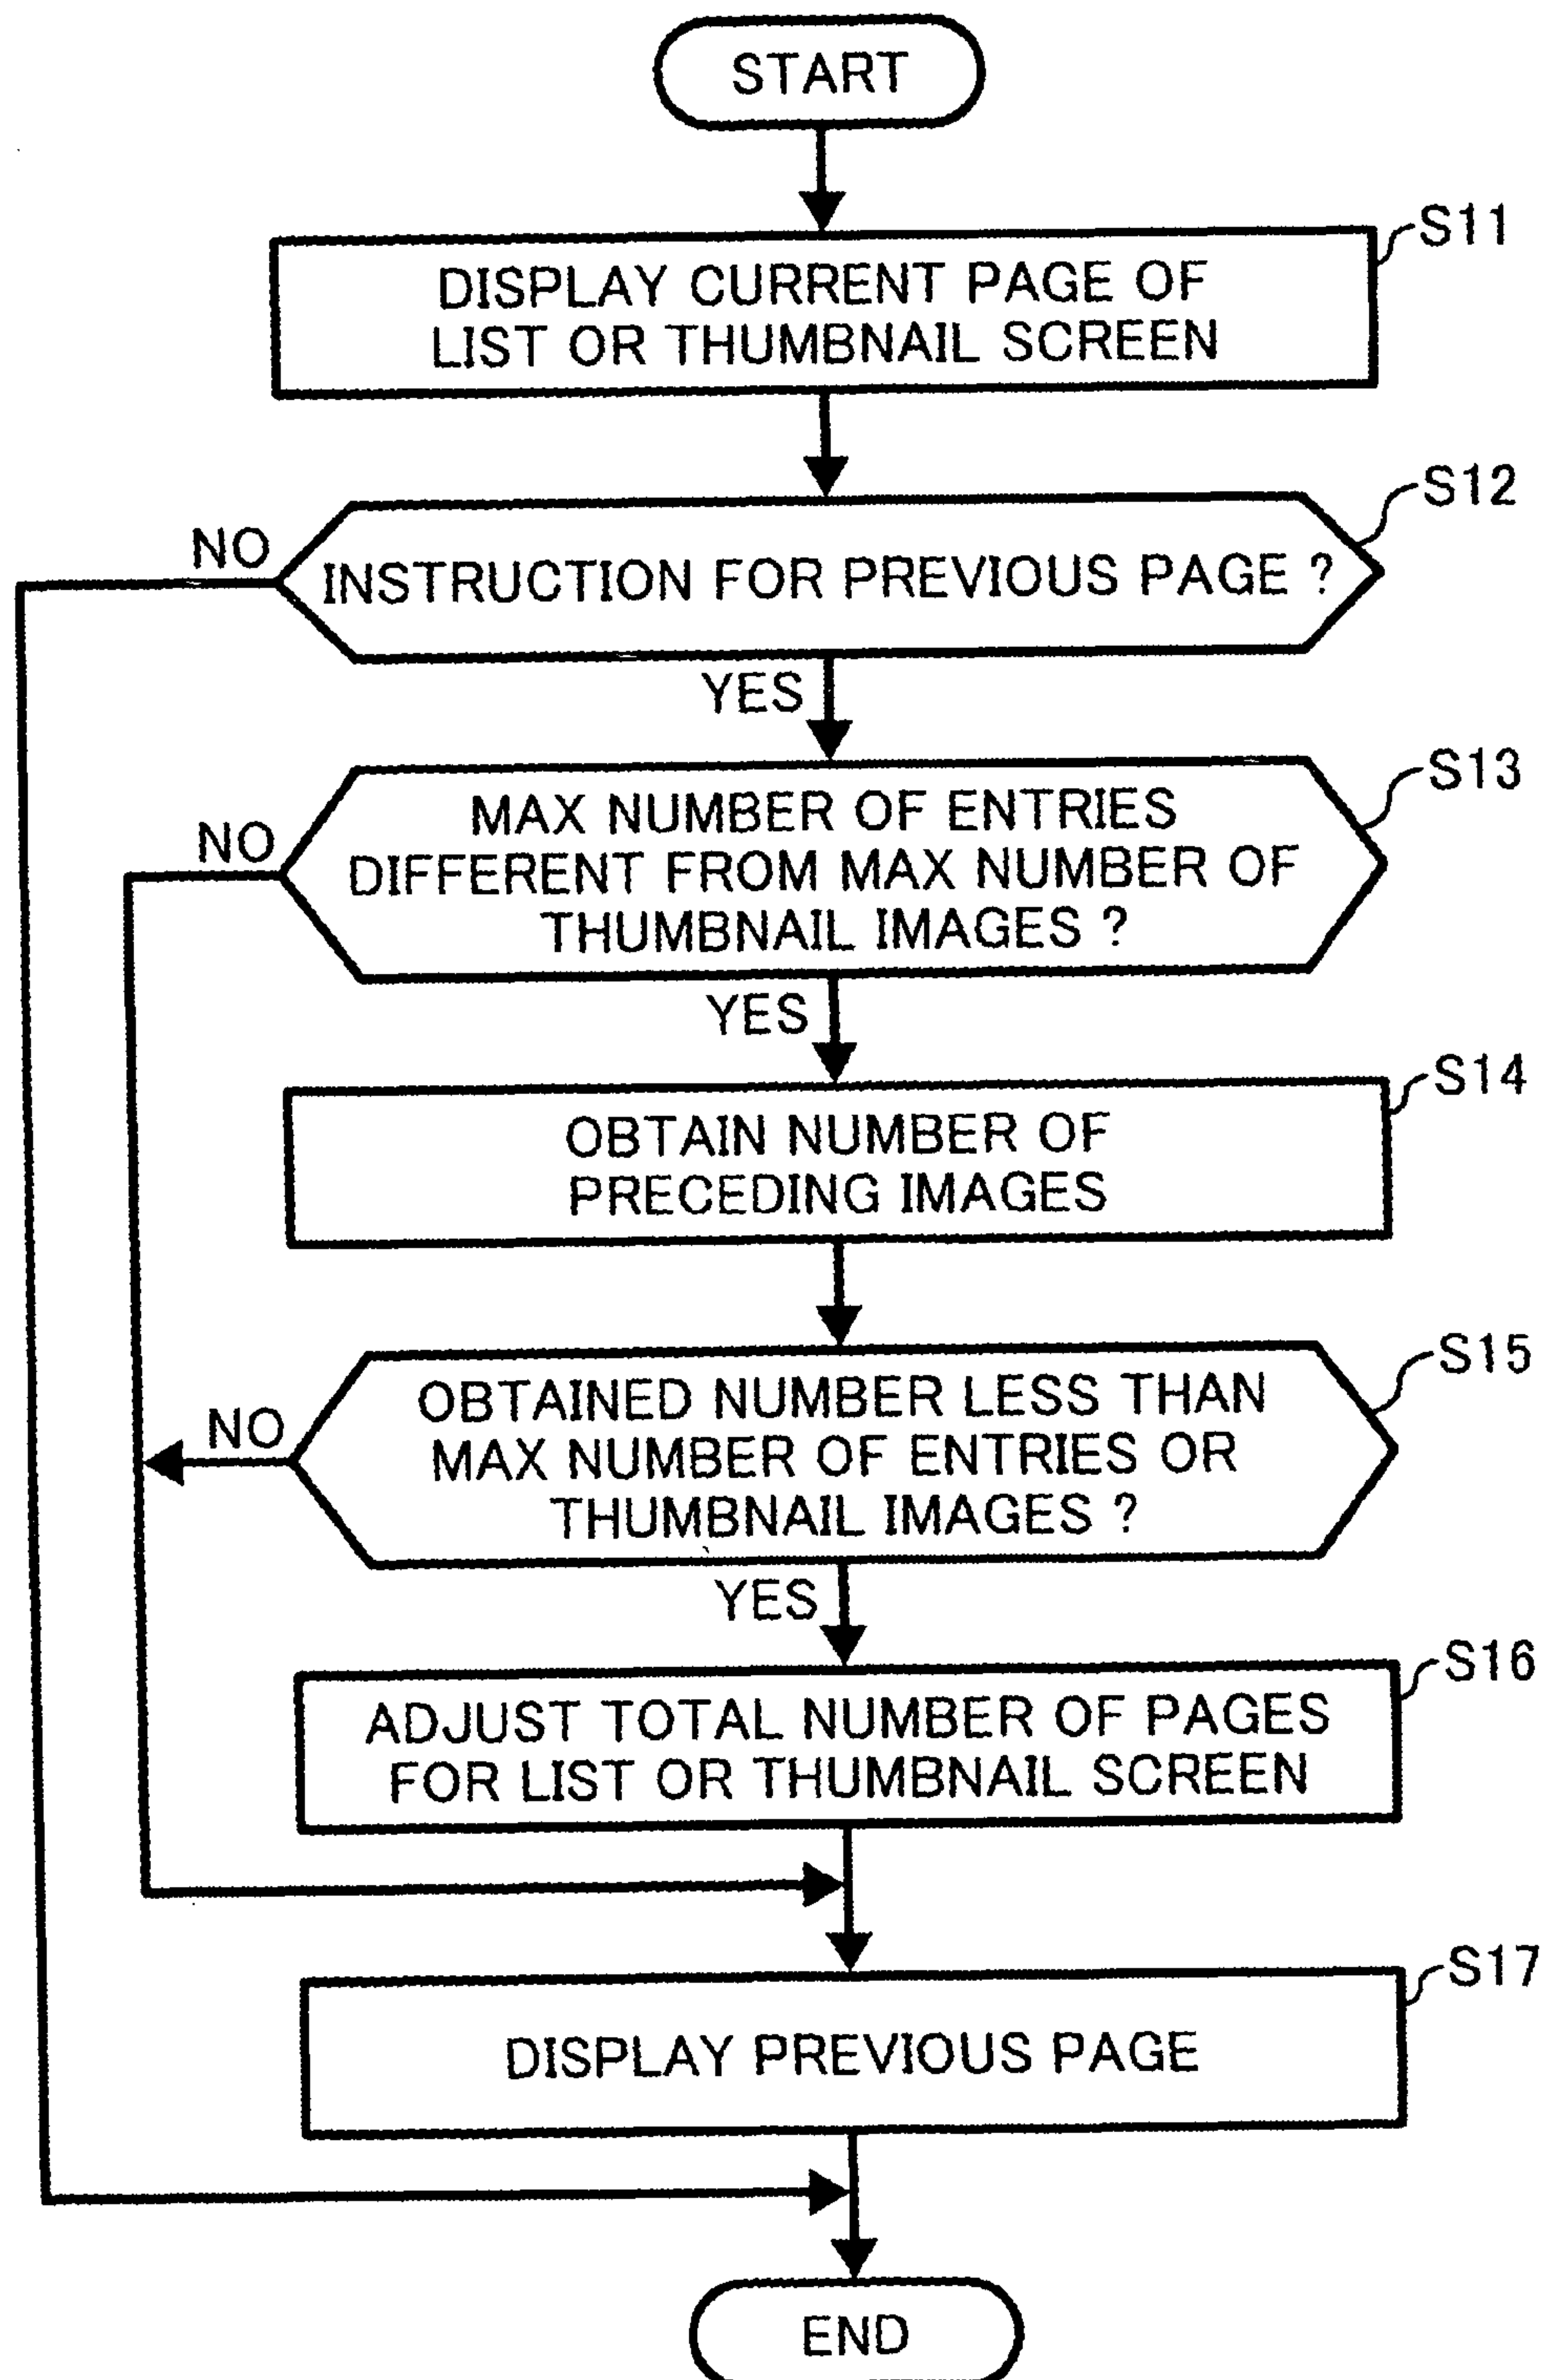 START
S11
DISPLAY CURRENT PAGE OF
LIST OR THUMBNAIL SCREEN
S12
NO
INSTRUCTION FOR PREVIOUS PAGE ?
YES
S13
NO
MAX NUMBER OF ENTRIES
DIFFERENT FROM MAX NUMBER OF
THUMBNAIL IMAGES ?
YES
S14
OBTAIN NUMBER OF
PRECEDING IMAGES
S15
NO
OBTAINED NUMBER LESS THAN
MAX NUMBER OF ENTRIES OR
THUMBNAIL IMAGES ?
YES
S16
ADJUST TOTAL NUMBER OF PAGES
FOR LIST OR THUMBNAIL SCREEN
S17
DISPLAY PREVIOUS PAGE
END